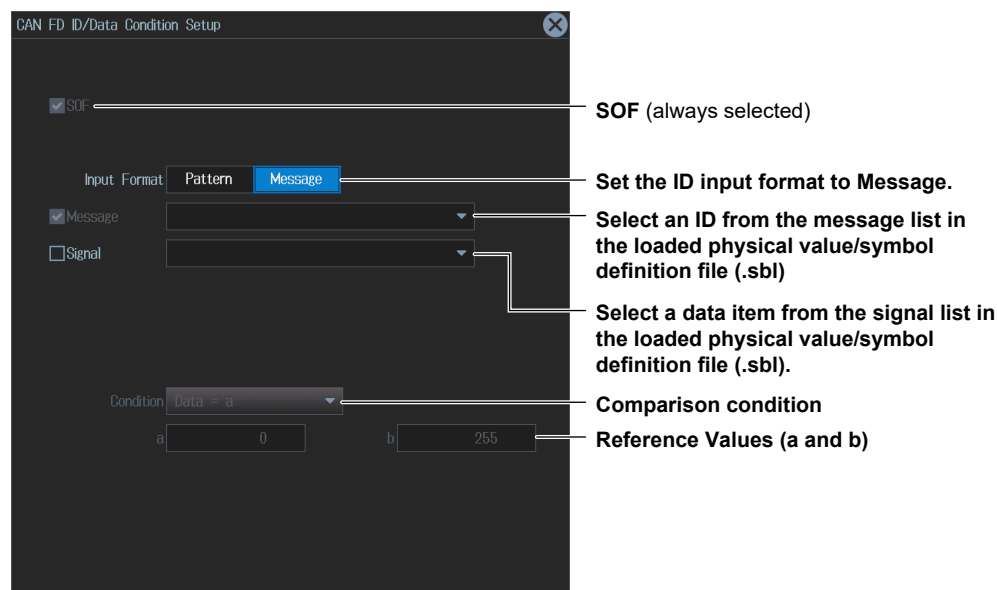 CAN FD ID/Data Condition Setup
SOF
SOF (always selected)
Input Format Pattern Message
Set the ID input format to Message.
Message
Select an ID from the message list in
the loaded physical value/symbol
definition file (.sbl)
Signal
Select a data item from the signal list in
the loaded physical value/symbol
definition file (.sbl).
Condition Data = a
Comparison condition
a 0 b 255
Reference Values (a and b)